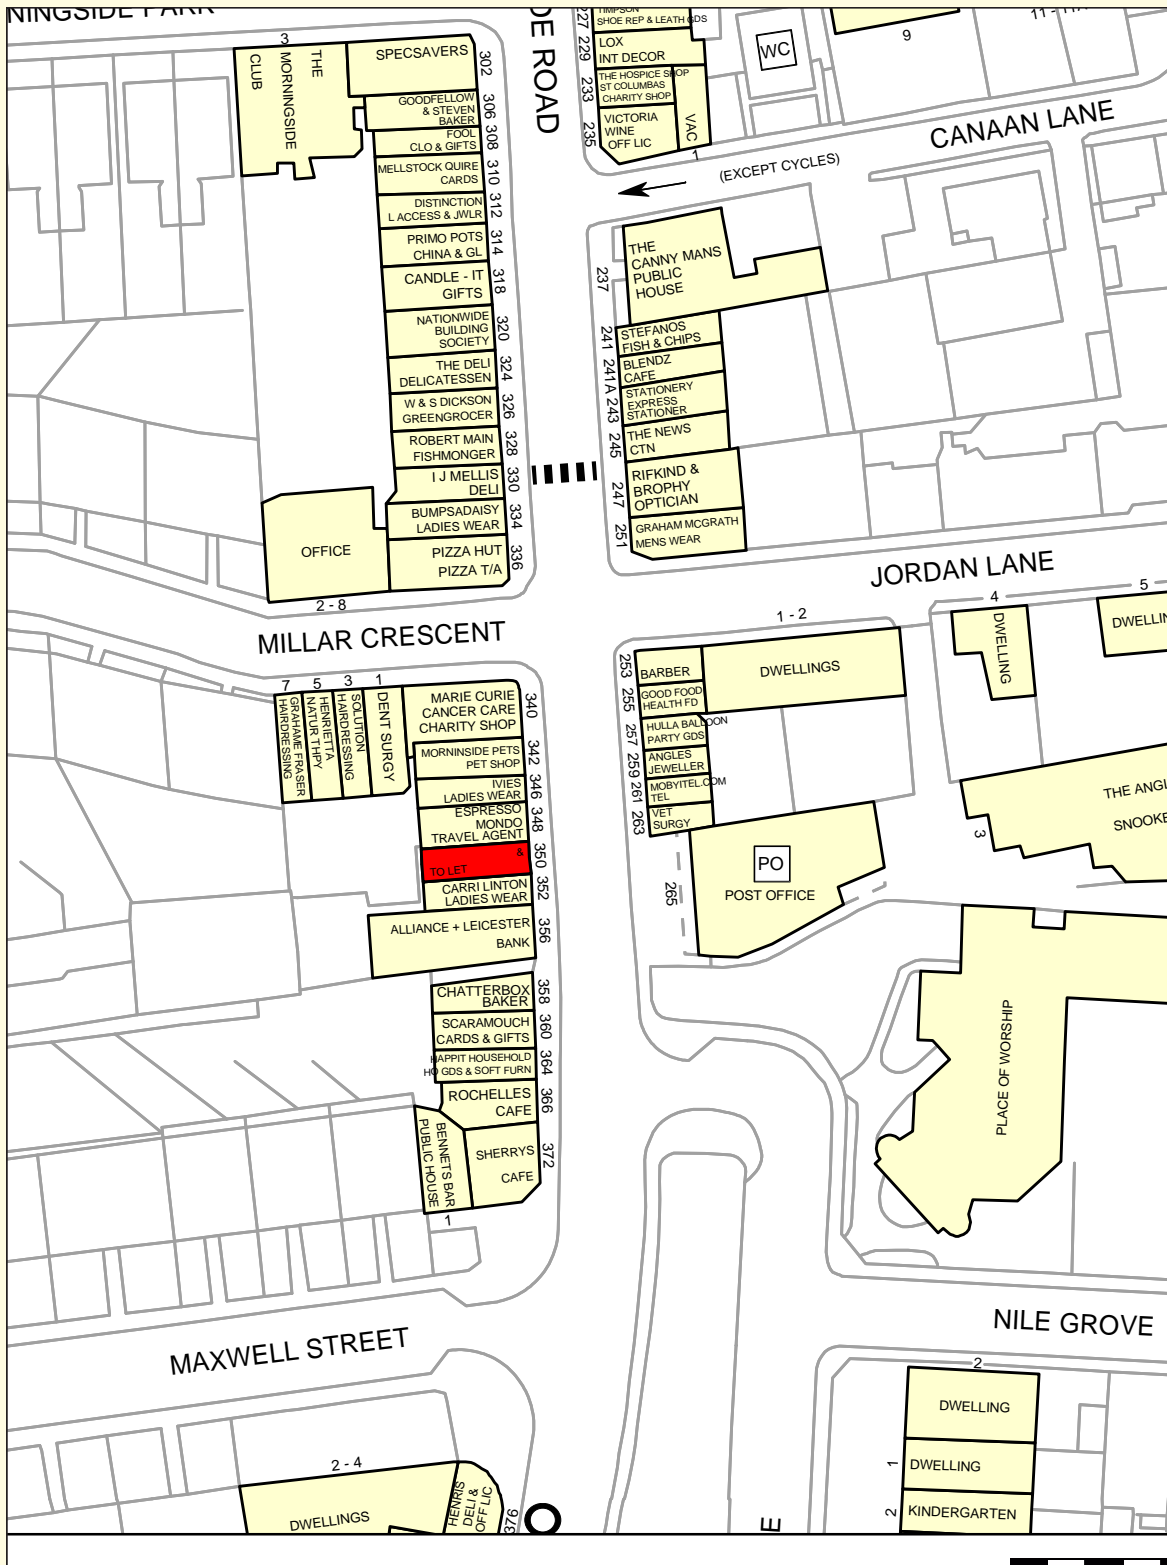 NINGSIDE PARK
OE ROAD
3
THE
MORNINGSIDE
CLUB
SPECSAVERS
302
GOODFELLOW
& STEVEN
BAKER
306
FOOL
CLO & GIFTS
308
MELLSTOCK QUIRE
CARDS
310
DISTINCTION
L ACCESS & JWLR
312
PRIMO POTS
CHINA & GL
314
CANDLE - IT
GIFTS
318
NATIONWIDE
BUILDING
SOCIETY
320
THE DELI
DELICATESSEN
324
W & S DICKSON
GREENGROCER
326
ROBERT MAIN
FISHMONGER
328
I J MELLIS
DELI
330
BUMPSADAISY
LADIES WEAR
334
PIZZA HUT
PIZZA T/A
336
OFFICE
2 - 8
TIMPSON
SHOE REP & LEATH GDS
227
LOX
INT DECOR
229
THE HOSPICE SHOP
ST COLUMBAS
CHARITY SHOP
233
VICTORIA
WINE
OFF LIC
235
VAC
1
WC
9
CANAAN LANE
(EXCEPT CYCLES)
THE
CANNY MANS
PUBLIC
HOUSE
237
STEFANOS
FISH & CHIPS
241
BLENDZ
CAFE
241A
STATIONERY
EXPRESS
STATIONER
243
THE NEWS
CTN
245
RIFKIND &
BROPHY
OPTICIAN
247
GRAHAM MCGRATH
MENS WEAR
251
JORDAN LANE
MILLAR CRESCENT
7
GRAHAME FRASER
HAIRDRESSING
5
HENRIETTA
NATUR THPY
3
SOLUTION
HAIRDRESSING
1
DENT SURGY
MARIE CURIE
CANCER CARE
CHARITY SHOP
340
MORNINSIDE PETS
PET SHOP
342
IVIES
LADIES WEAR
346
ESPRESSO
MONDO
TRAVEL AGENT
348
&
TO LET
350
CARRI LINTON
LADIES WEAR
352
ALLIANCE + LEICESTER
BANK
356
CHATTERBOX
BAKER
358
SCARAMOUCH
CARDS & GIFTS
360
HAPPIT HOUSEHOLD
HO GDS & SOFT FURN
364
ROCHELLES
CAFE
366
BENNETS BAR
PUBLIC HOUSE
1
SHERRYS
CAFE
372
1 - 2
DWELLINGS
BARBER
253
GOOD FOOD
HEALTH FD
255
HULLA BALLOON
PARTY GDS
257
ANGLES
JEWELLER
259
MOBYITEL.COM
TEL
261
VET
SURGY
263
PO
POST OFFICE
265
4
DWELLING
5
DWELLIN
THE ANGL
SNOOKE
3
PLACE OF WORSHIP
NILE GROVE
2
DWELLING
1
DWELLING
2
KINDERGARTEN
MAXWELL STREET
2 - 4
DWELLINGS
HENRIS
DELI &
OFF LIC
376
E